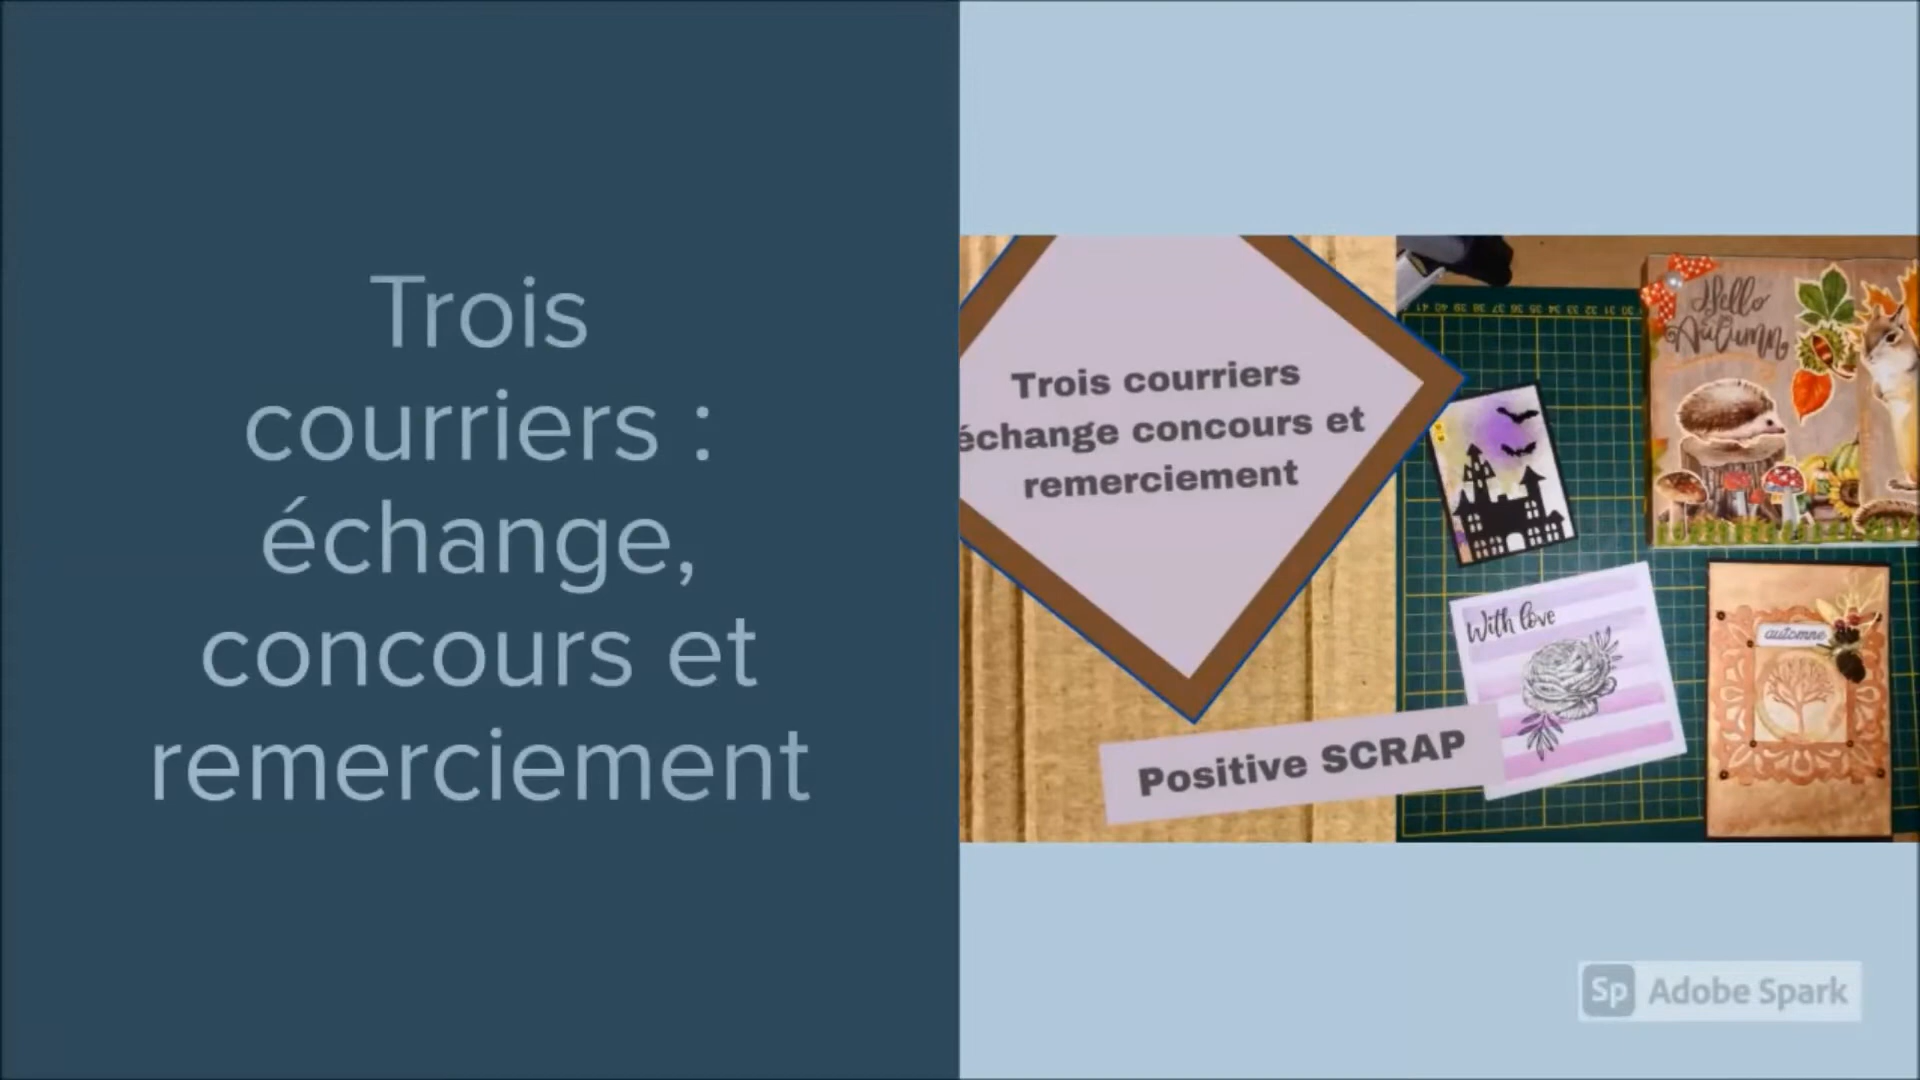 Trois
courriers :
échange,
concours et
remerciement
Trois courriers
échange concours et
remerciement
Positive SCRAP
Hello
Autumn
With love
automne
Sp Adobe Spark